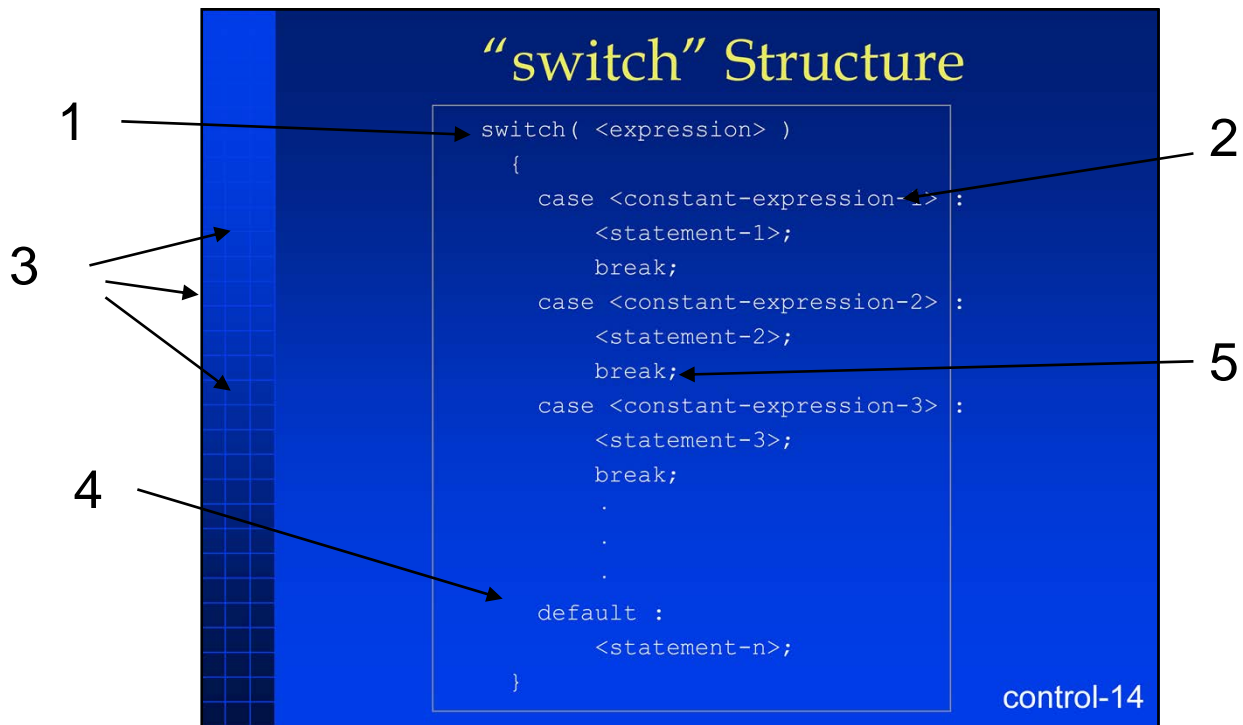 “switch” Structure
1
switch( <expression> )
2
{
case <constant-expression-1> :
<statement-1>;
3
break;
case <constant-expression-2> :
<statement-2>;
break;
5
case <constant-expression-3> :
<statement-3>;
break;
4
.
.
.
default :
<statement-n>;
}
control-14